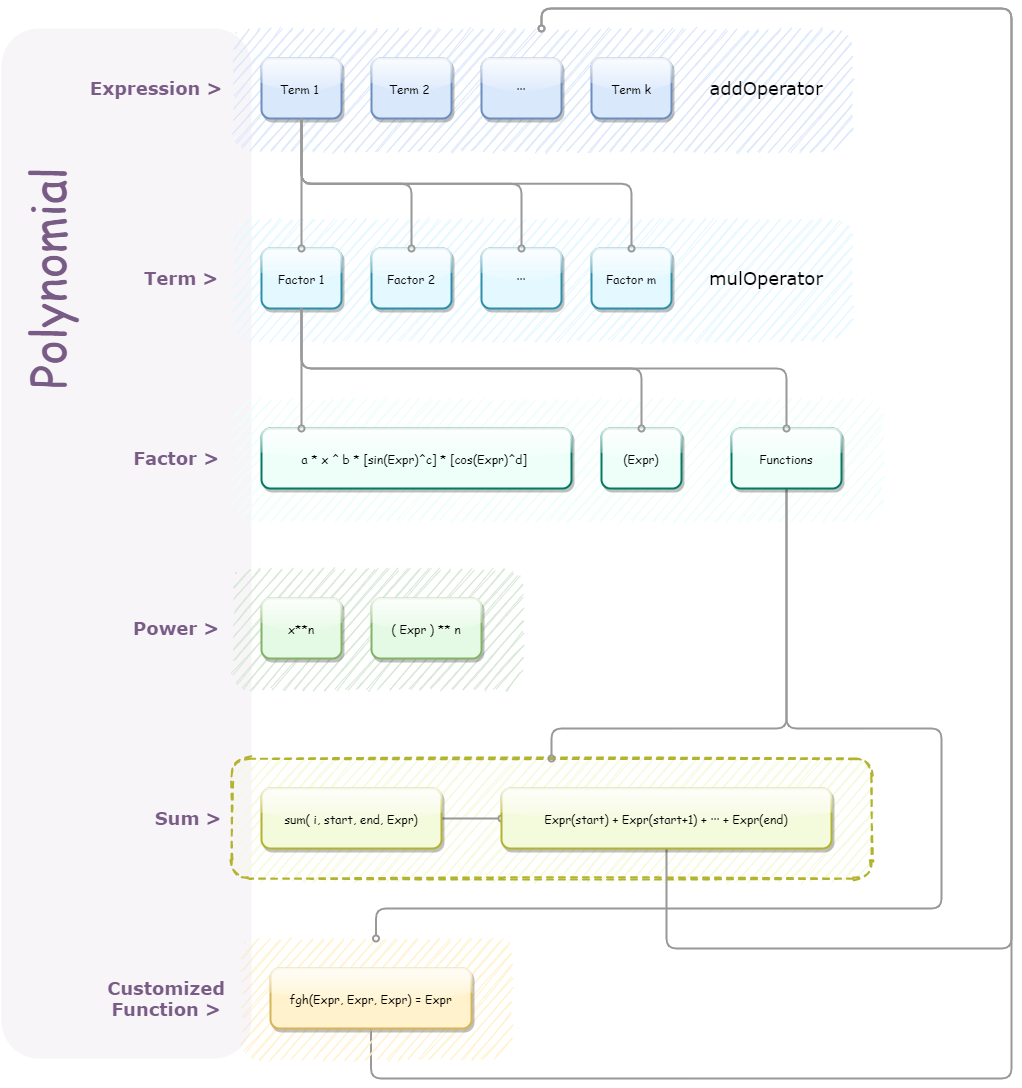 Polynomial
Expression >
Term 1
Term 2
...
Term k
addOperator
Term >
Factor 1
Factor 2
...
Factor m
mulOperator
Factor >
a * x ^ b * [sin(Expr)^c] * [cos(Expr)^d]
(Expr)
Functions
Power >
x**n
( Expr ) ** n
Sum >
sum( i, start, end, Expr)
Expr(start) + Expr(start+1) + ... + Expr(end)
Customized
Function >
fgh(Expr, Expr, Expr) = Expr